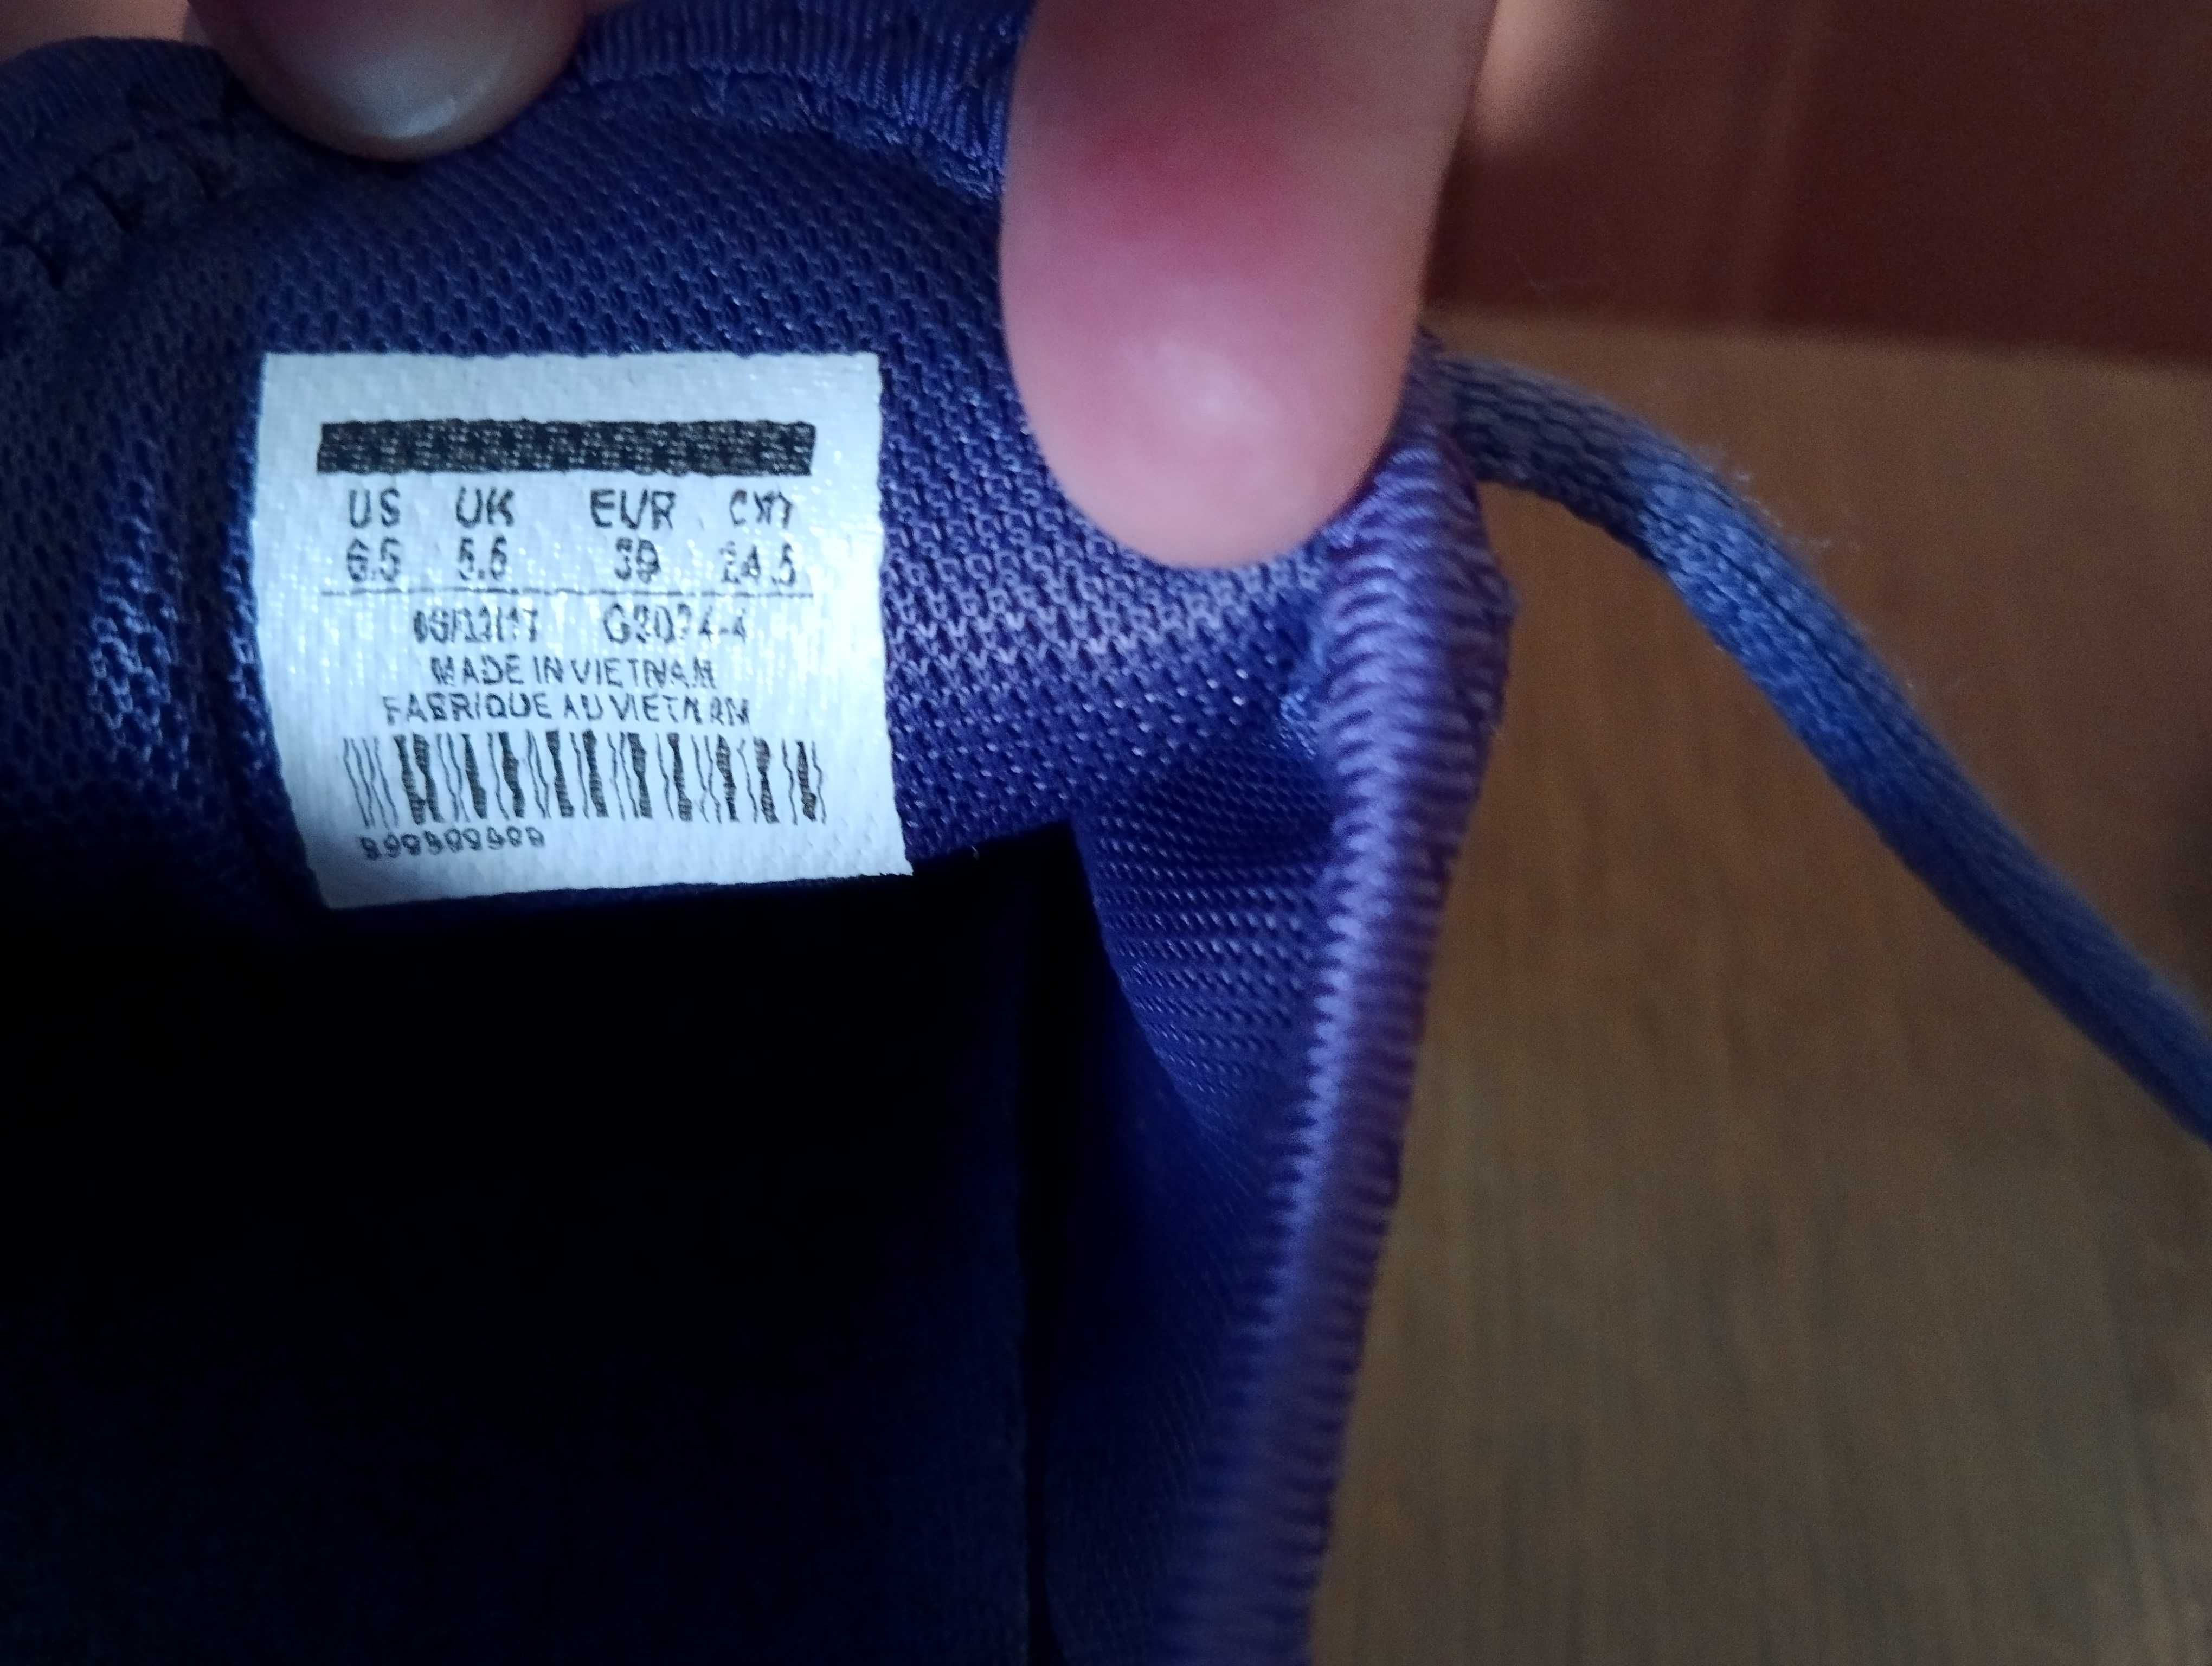 US UK EUR cm
6.5 5.5 39 24.5
MADE IN VIETNAM
FABRIQUE AU VIETNAM